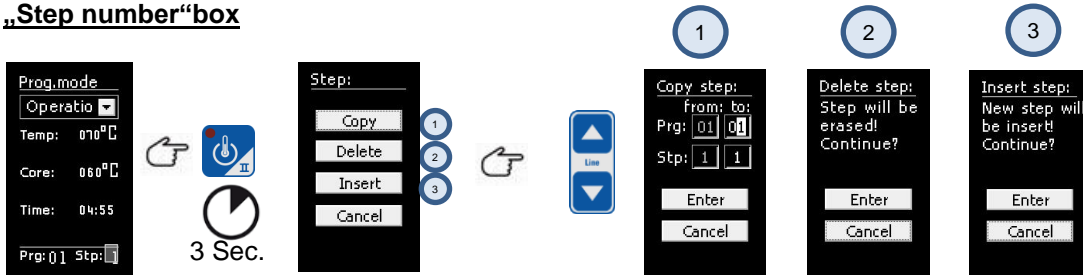 „Step number“box
Prog.mode
Operatio
Temp: 070°C
Core: 060°C
Time: 04:55
Prg: 01 Stp: 1
II
3 Sec.
Step:
Copy
Delete
Insert
Cancel
1
2
3
Line
1
Copy step:
from: to:
Prg: 01 01
Stp: 1 1
Enter
Cancel
2
Delete step:
Step will be
erased!
Continue?
Enter
Cancel
3
Insert step:
New step will
be insert!
Continue?
Enter
Cancel